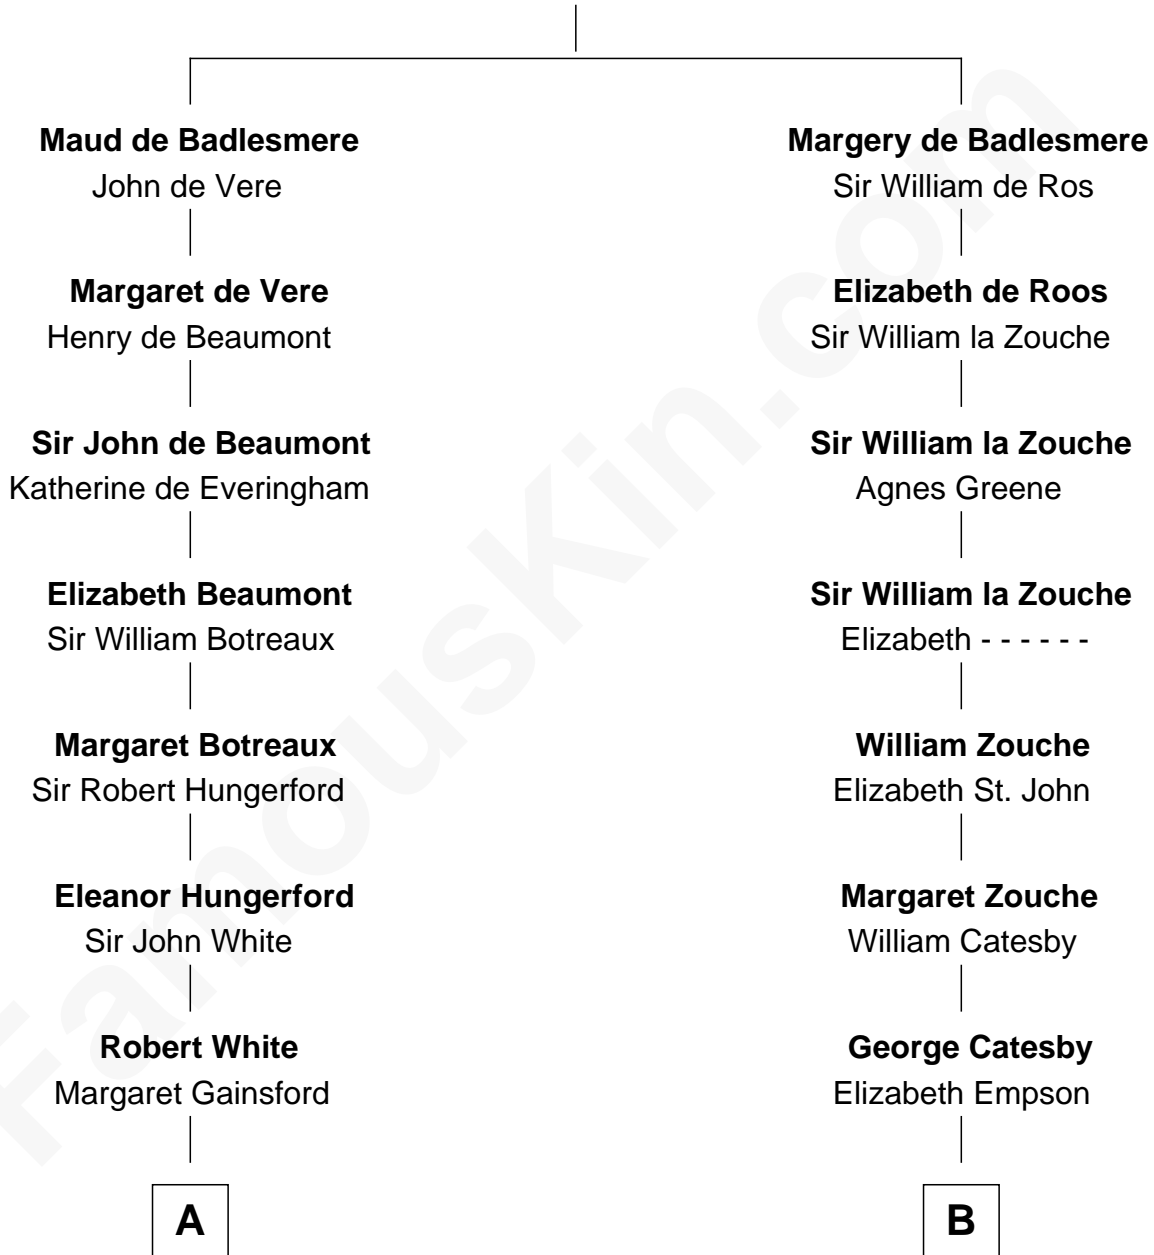 Maud de Badlesmere
John de Vere
Margaret de Vere
Henry de Beaumont
Sir John de Beaumont
Katherine de Everingham
Elizabeth Beaumont
Sir William Botreaux
Margaret Botreaux
Sir Robert Hungerford
Eleanor Hungerford
Sir John White
Robert White
Margaret Gainsford
A
Margery de Badlesmere
Sir William de Ros
Elizabeth de Roos
Sir William la Zouche
Sir William la Zouche
Agnes Greene
Sir William la Zouche
Elizabeth - - - - - -
William Zouche
Elizabeth St. John
Margaret Zouche
William Catesby
George Catesby
Elizabeth Empson
B
FamousKin.com